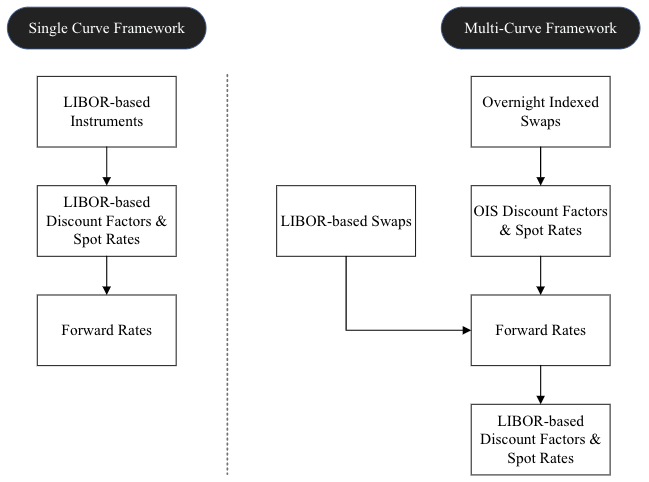 Single Curve Framework
LIBOR-based
Instruments
LIBOR-based
Discount Factors &
Spot Rates
Forward Rates
Multi-Curve Framework
Overnight Indexed
Swaps
OIS Discount Factors
& Spot Rates
LIBOR-based Swaps
Forward Rates
LIBOR-based
Discount Factors &
Spot Rates